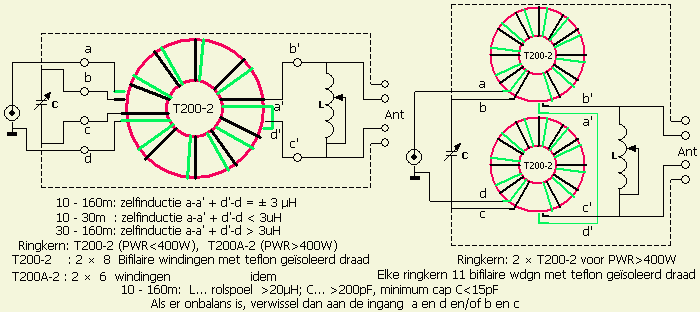 a
b
C
c
d
T200-2
b'
a'
d'
c'
L
Ant
a
b
C
d
c
T200-2
b'
a'
T200-2
c'
d'
L
Ant
10 - 160m: zelfinductie a-a' + d'-d = ± 3 µH
10 - 30m : zelfinductie a-a' + d'-d < 3uH
30 - 160m: zelfinductie a-a' + d'-d > 3uH
Ringkern: T200-2 (PWR<400W), T200A-2 (PWR>400W)
T200-2 : 2 × 8 Bifilaire windingen met teflon geïsoleerd draad
T200A-2 : 2 × 6 windingen idem
Ringkern: 2 × T200-2 voor PWR>400W
Elke ringkern 11 bifilaire wdgn met teflon geïsoleerd draad
10 - 160m: L... rolspoel >20µH; C... >200pF, minimum cap C<15pF
Als er onbalans is, verwissel dan aan de ingang a en d en/of b en c